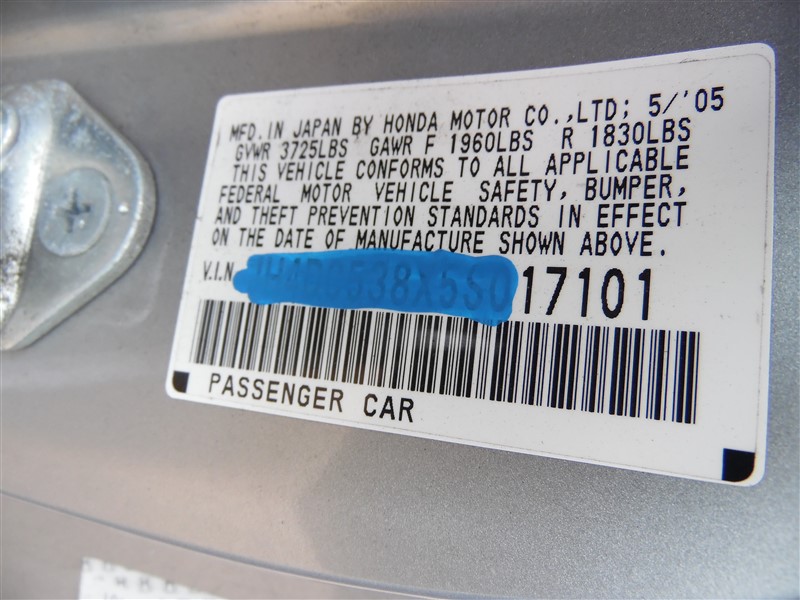 MFD. IN JAPAN BY HONDA MOTOR CO.,LTD; 5/'05
GVWR 3725LBS GAWR F 1960LBS R 1830LBS
THIS VEHICLE CONFORMS TO ALL APPLICABLE
FEDERAL MOTOR VEHICLE SAFETY, BUMPER,
AND THEFT PREVENTION STANDARDS IN EFFECT
ON THE DATE OF MANUFACTURE SHOWN ABOVE.
V.I.N. 17101
PASSENGER CAR